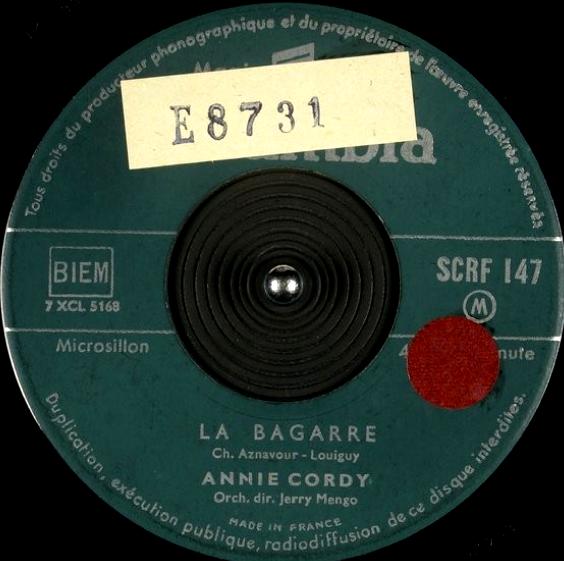 Tous droits du producteur phonographique et du propriétaire de l'œuvre enregistrée réservés
E8731
BIEM
SCRF 147
7 XCL 5168
M
Microsillon
LA BAGARRE
Ch. Aznavour - Louiguy
ANNIE CORDY
Orch. dir. Jerry Mengo
MADE IN FRANCE
Duplication, exécution publique, radiodiffusion de ce disque interdites.